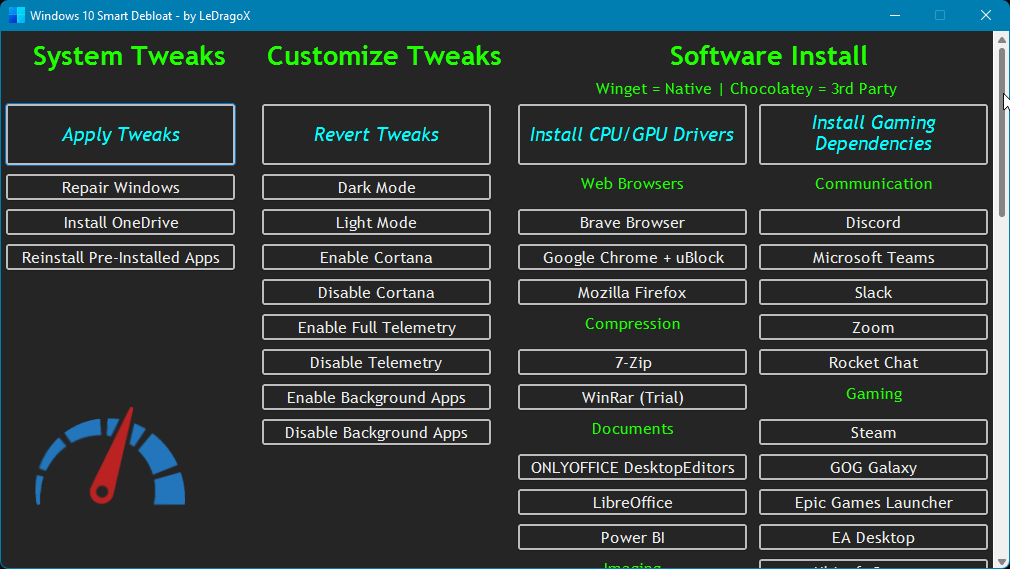 Windows 10 Smart Debloat - by LeDragoX
System Tweaks
Apply Tweaks
Repair Windows
Install OneDrive
Reinstall Pre-Installed Apps
Customize Tweaks
Revert Tweaks
Dark Mode
Light Mode
Enable Cortana
Disable Cortana
Enable Full Telemetry
Disable Telemetry
Enable Background Apps
Disable Background Apps
Software Install
Winget = Native | Chocolatey = 3rd Party
Install CPU/GPU Drivers
Web Browsers
Brave Browser
Google Chrome + uBlock
Mozilla Firefox
Compression
7-Zip
WinRar (Trial)
Documents
ONLYOFFICE DesktopEditors
LibreOffice
Power BI
Install Gaming
Dependencies
Communication
Discord
Microsoft Teams
Slack
Zoom
Rocket Chat
Gaming
Steam
GOG Galaxy
Epic Games Launcher
EA Desktop